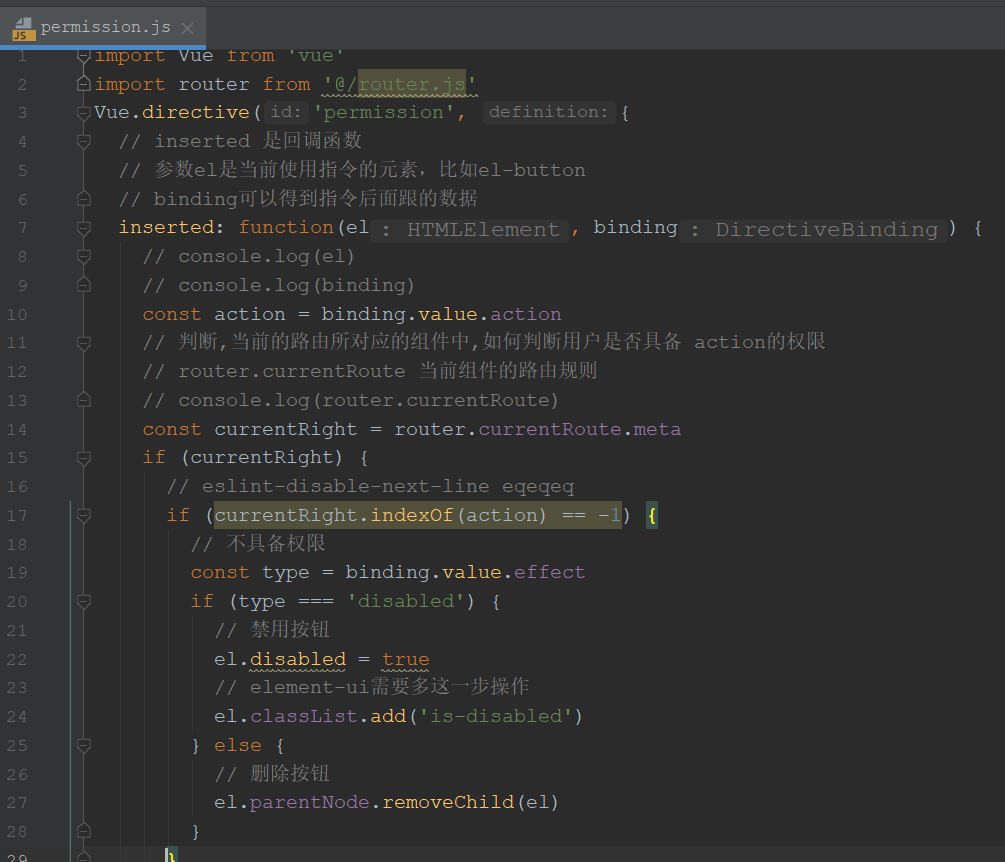 JS permission.js
1 import Vue from 'vue'
2 import router from '@/router.js'
3 Vue.directive( id: 'permission', definition: {
4 // inserted 是回调函数
5 // 参数el是当前使用指令的元素，比如el-button
6 // binding可以得到指令后面跟的数据
7 inserted: function(el : HTMLElement , binding : DirectiveBinding ) {
8 // console.log(el)
9 // console.log(binding)
10 const action = binding.value.action
11 // 判断,当前的路由所对应的组件中,如何判断用户是否具备 action的权限
12 // router.currentRoute 当前组件的路由规则
13 // console.log(router.currentRoute)
14 const currentRight = router.currentRoute.meta
15 if (currentRight) {
16 // eslint-disable-next-line eqeqeq
17 if (currentRight.indexOf(action) == -1) {
18 // 不具备权限
19 const type = binding.value.effect
20 if (type === 'disabled') {
21 // 禁用按钮
22 el.disabled = true
23 // element-ui需要多这一步操作
24 el.classList.add('is-disabled')
25 } else {
26 // 删除按钮
27 el.parentNode.removeChild(el)
28 }
29 }